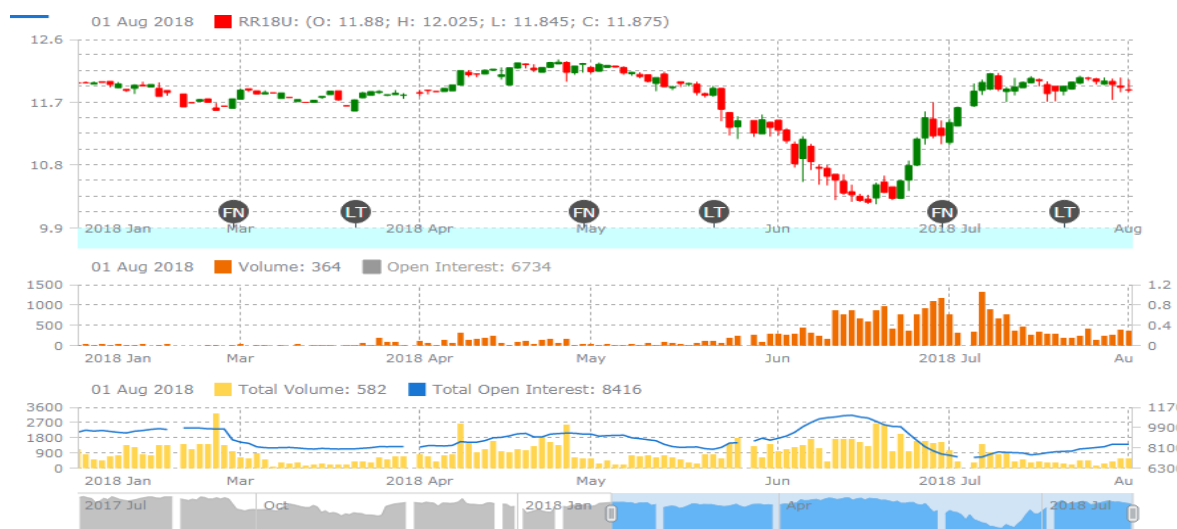 01 Aug 2018 RR18U: (O: 11.88; H: 12.025; L: 11.845; C: 11.875)
12.6
11.7
10.8
FN LT FN LT FN LT
9.9
2018 Jan Mar 2018 Apr May Jun 2018 Jul Aug
01 Aug 2018 Volume: 364 Open Interest: 6734
1500 1.2
1000 0.8
500 0.4
0 0
2018 Jan Mar 2018 Apr May Jun 2018 Jul Au
01 Aug 2018 Total Volume: 582 Total Open Interest: 8416
3600 1170
2700 9900
1800 8100
900 6300
0
2018 Jan Mar 2018 Apr May Jun 2018 Jul Au
2017 Jul Oct 2018 Jan Apr 2018 Jul